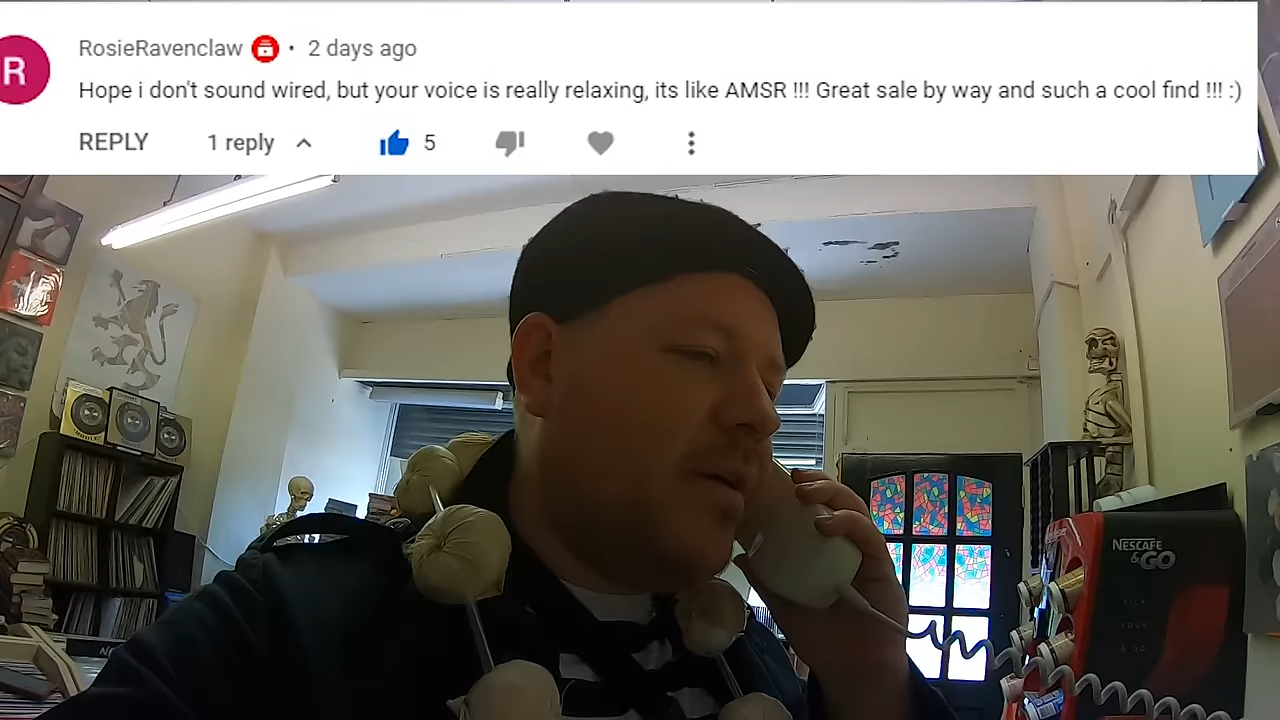 R
RosieRavenclaw • 2 days ago
Hope i don't sound wired, but your voice is really relaxing, its like AMSR !!! Great sale by way and such a cool find !!! :)
REPLY 1 reply 5
NESCAFÉ
&GO